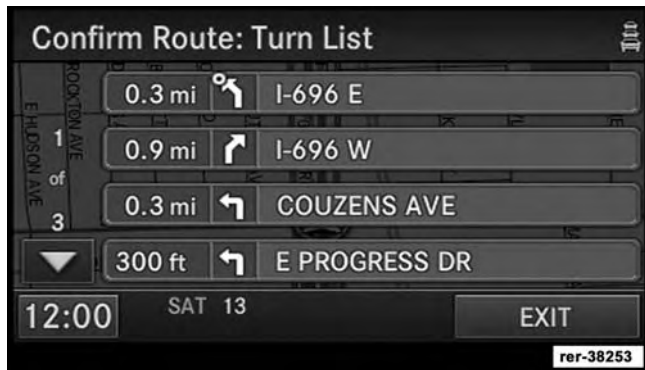 Confirm Route: Turn List
0.3 mi I-696 E
0.9 mi I-696 W
0.3 mi COUZENS AVE
300 ft E PROGRESS DR
ROCKTON AVE
E HUDSON AVE
1
of
3
12:00
SAT 13
EXIT
rer-38253